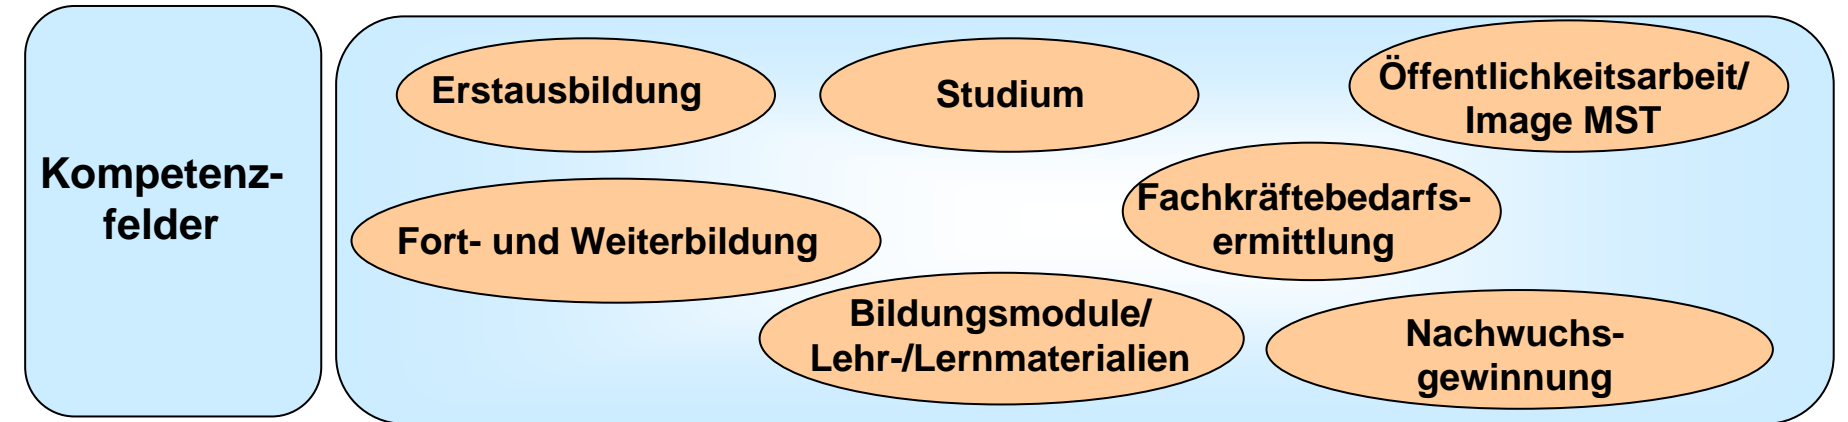 Kompetenz-
felder
Erstausbildung
Studium
Öffentlichkeitsarbeit/
Image MST
Fort- und Weiterbildung
Fachkräftebedarfs-
ermittlung
Bildungsmodule/
Lehr-/Lernmaterialien
Nachwuchs-
gewinnung